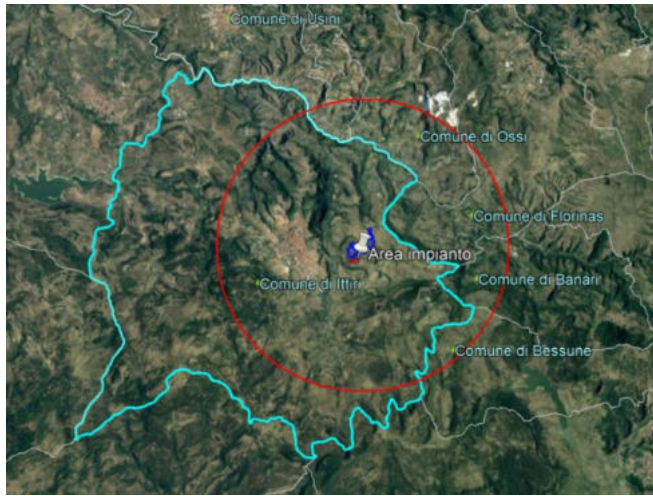 Comune di Usini
Comune di Ossi
Comune di Florinas
Area impianto
Comune di Banari
Comune di Ittiri
Comune di Bessune